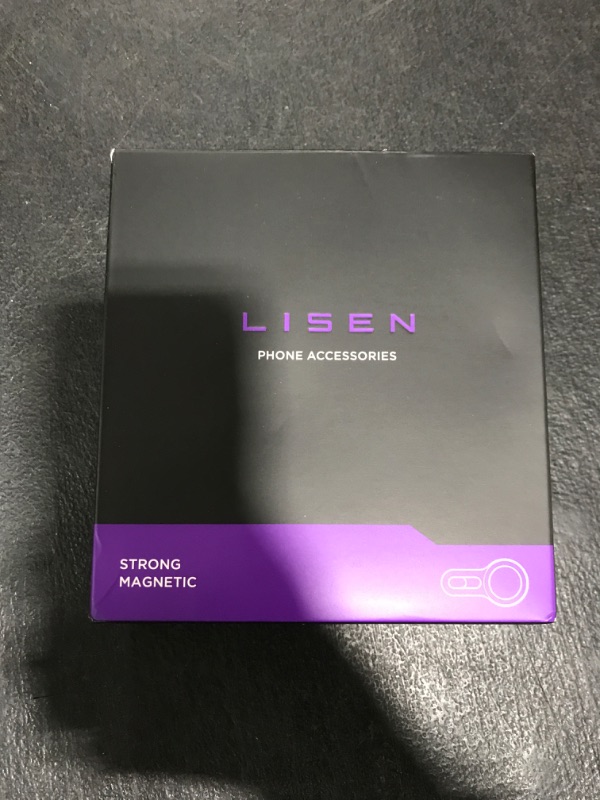 LISEN
PHONE ACCESSORIES
STRONG
MAGNETIC